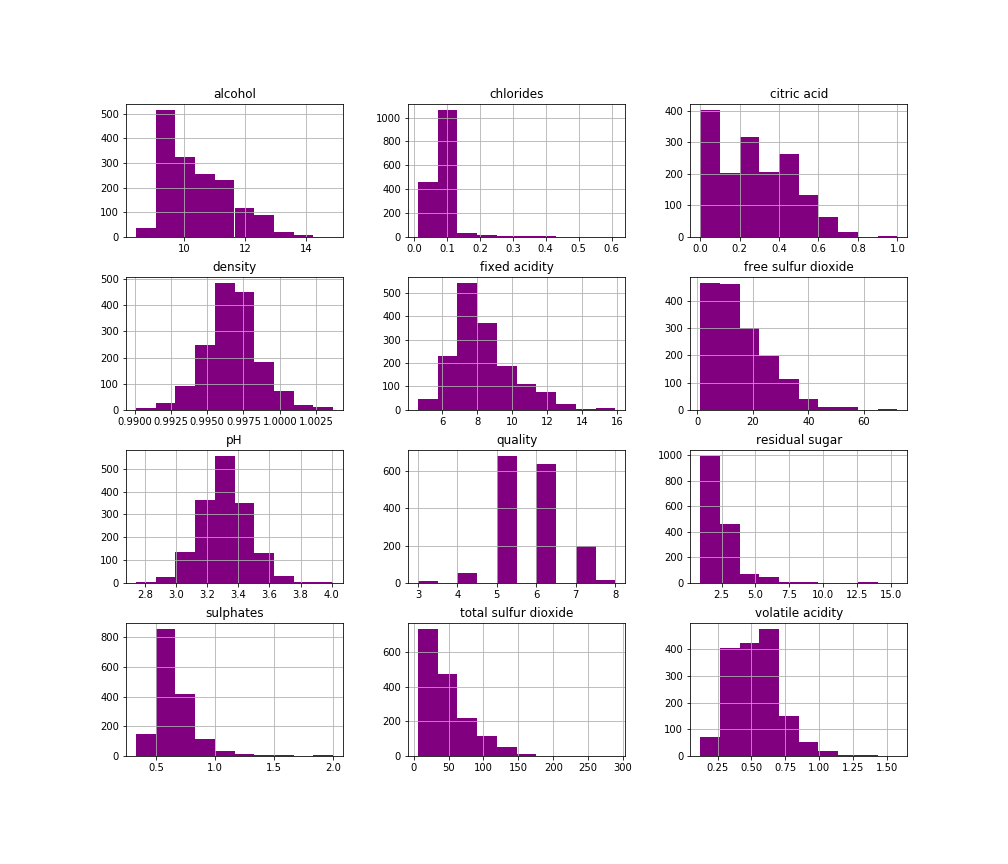 alcohol
500
400
300
200
100
0
10 12 14
chlorides
1000
800
600
400
200
0
0.0 0.1 0.2 0.3 0.4 0.5 0.6
citric acid
400
300
200
100
0
0.0 0.2 0.4 0.6 0.8 1.0
density
500
400
300
200
100
0
0.9900 0.9925 0.9950 0.9975 1.0000 1.0025
fixed acidity
500
400
300
200
100
0
6 8 10 12 14 16
free sulfur dioxide
400
300
200
100
0
0 20 40 60
pH
500
400
300
200
100
0
2.8 3.0 3.2 3.4 3.6 3.8 4.0
quality
600
400
200
0
3 4 5 6 7 8
residual sugar
1000
800
600
400
200
0
2.5 5.0 7.5 10.0 12.5 15.0
sulphates
800
600
400
200
0
0.5 1.0 1.5 2.0
total sulfur dioxide
600
400
200
0
0 50 100 150 200 250 300
volatile acidity
400
300
200
100
0
0.25 0.50 0.75 1.00 1.25 1.50